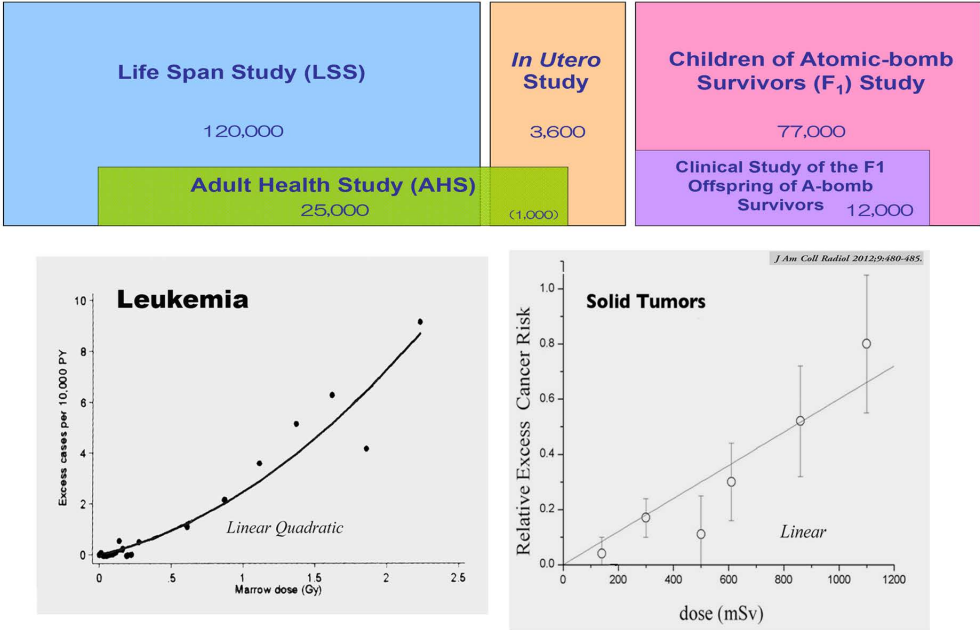 Life Span Study (LSS)
120,000
In Utero
Study
3,600
Children of Atomic-bomb
Survivors (F1) Study
77,000
Adult Health Study (AHS)
25,000
(1,000)
Clinical Study of the F1
Offspring of A-bomb
Survivors 12,000
Leukemia
Excess cases per 10,000 PY
10
8
6
4
2
0
Linear Quadratic
0 .5 1 1.5 2 2.5
Marrow dose (Gy)
J Am Coll Radiol 2012;9:480-485.
Solid Tumors
Relative Excess Cancer Risk
1.0
0.8
0.6
0.4
0.2
0.0
Linear
0 200 400 600 800 1000 1200
dose (mSv)